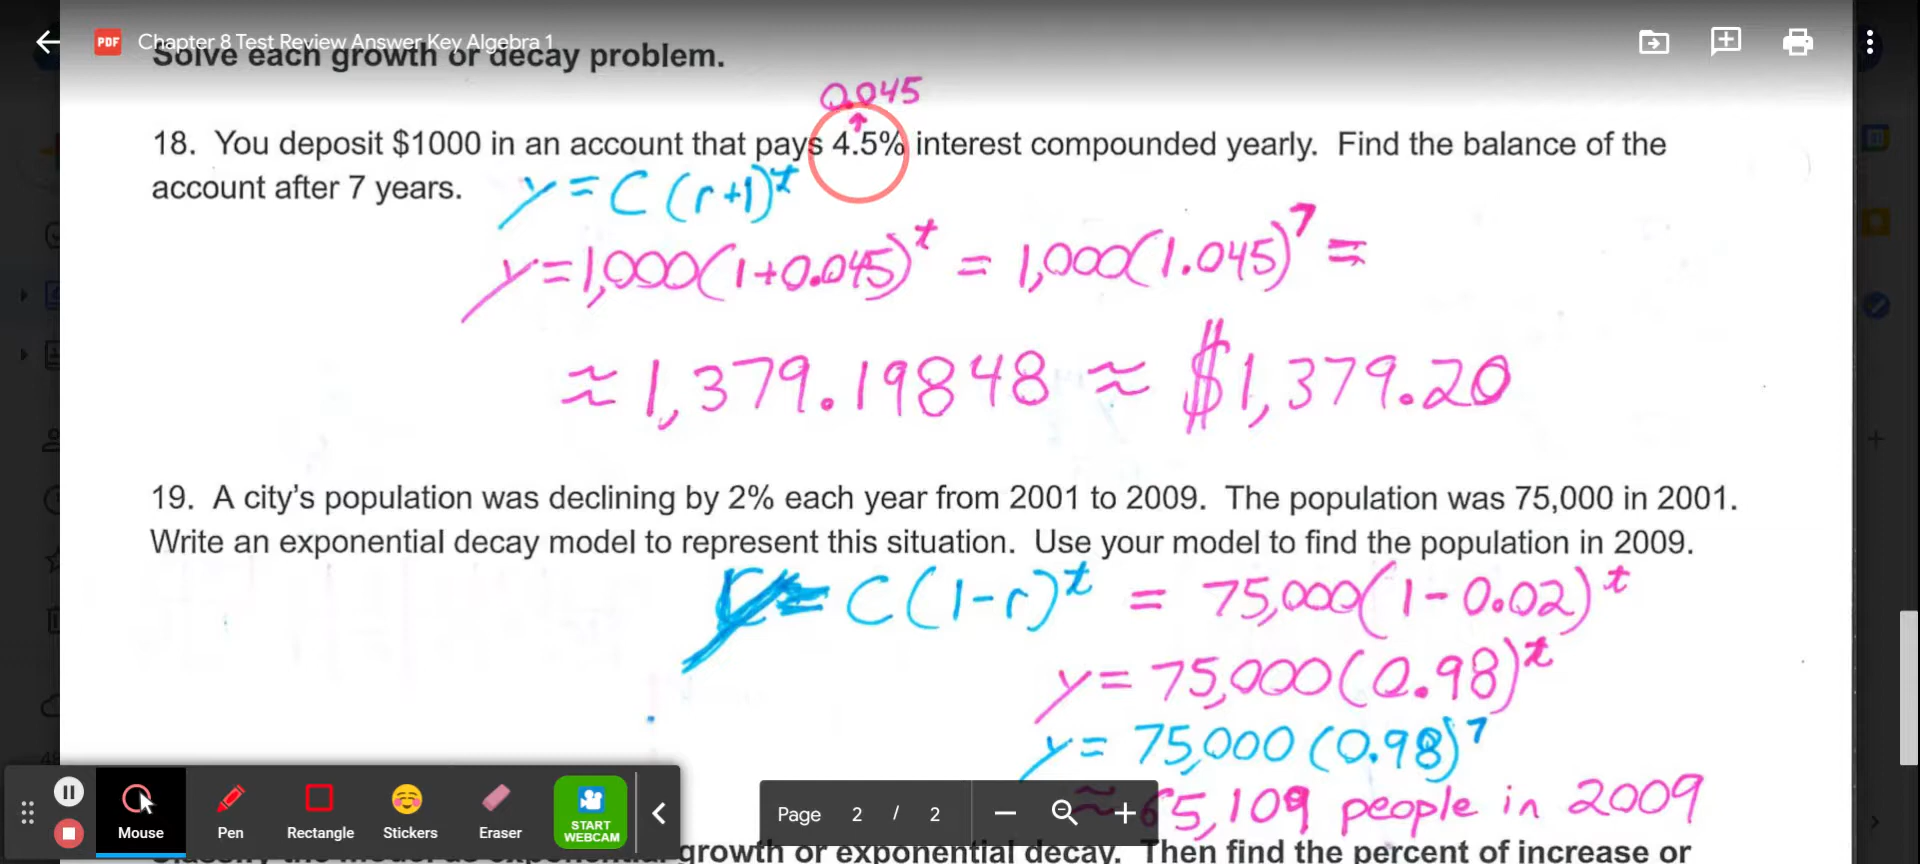 PDF Chapter 8 Test Review Answer Key Algebra 1
Solve each growth or decay problem.
0.045
18. You deposit $1000 in an account that pays 4.5% interest compounded yearly. Find the balance of the
account after 7 years.
y = C (r+1)^t
y = 1,000(1+0.045)^t = 1,000(1.045)^7 =
≈ 1,379.19848 ≈ $1,379.20
19. A city's population was declining by 2% each year from 2001 to 2009. The population was 75,000 in 2001.
Write an exponential decay model to represent this situation. Use your model to find the population in 2009.
y = C(1-r)^t = 75,000(1-0.02)^t
y = 75,000(0.98)^t
y = 75,000(0.98)^7
≈ 65,109 people in 2009
growth or exponential decay. Then find the percent of increase or
Mouse
Pen
Rectangle
Stickers
Eraser
START
WEBCAM
Page 2 / 2